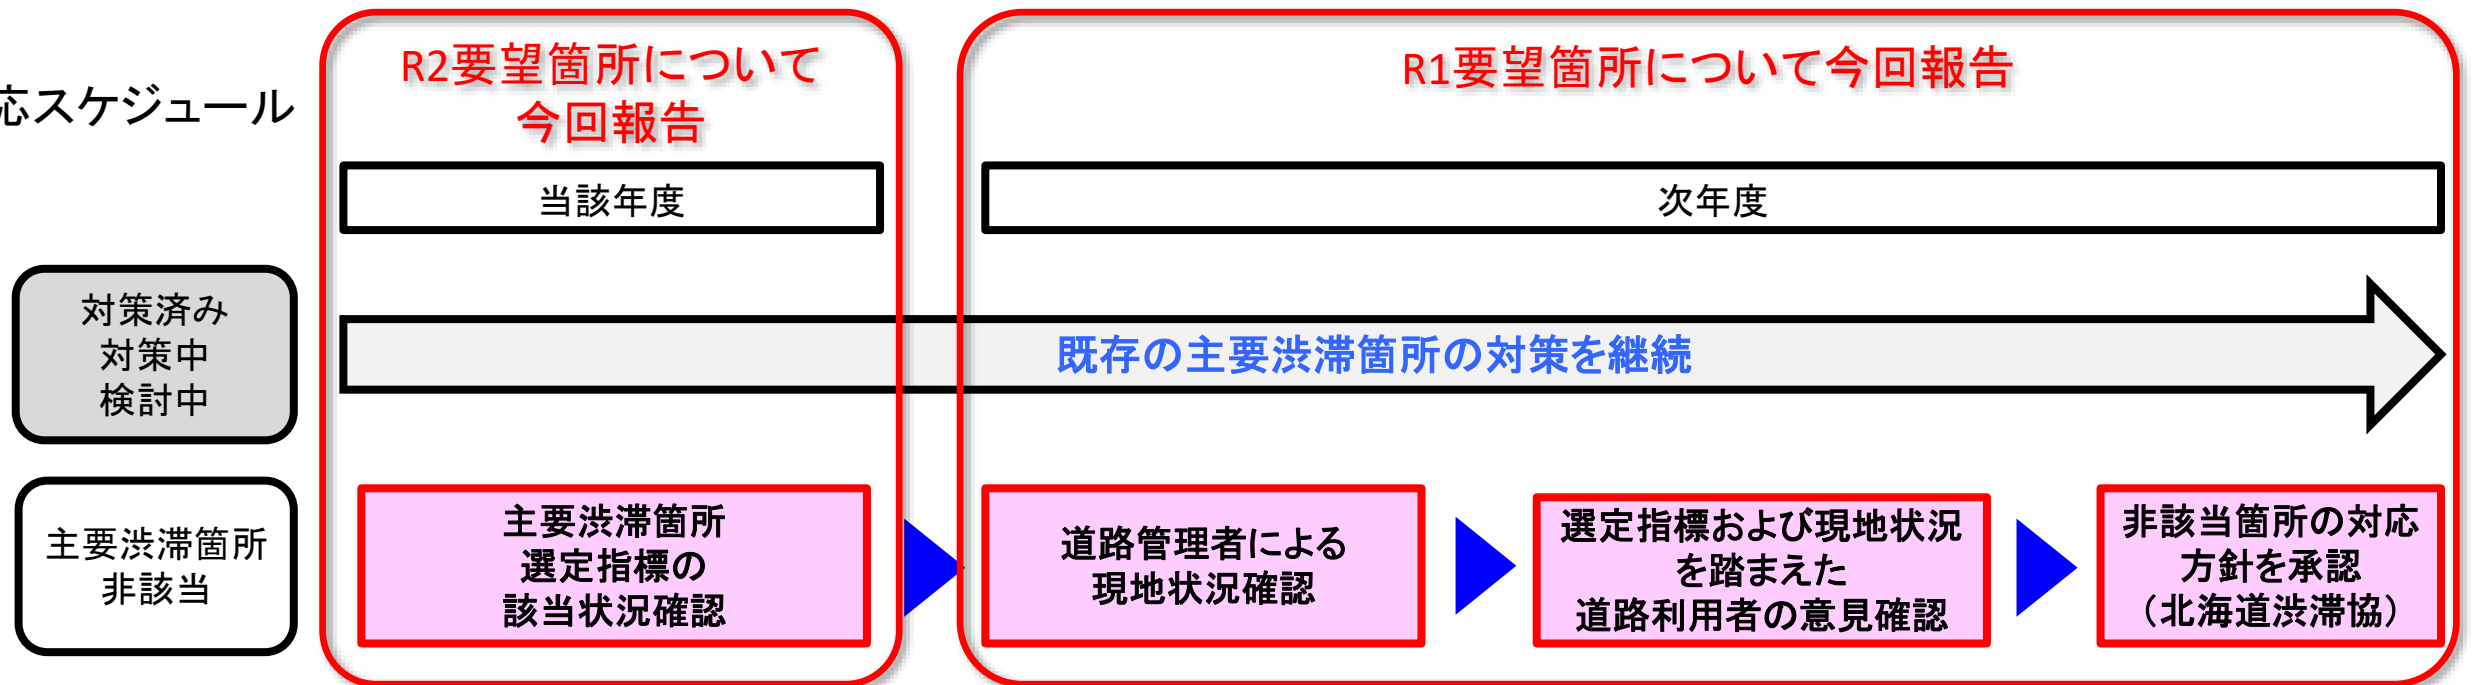 応スケジュール
R2要望箇所について
今回報告
R1要望箇所について今回報告
当該年度
次年度
対策済み
対策中
検討中
既存の主要渋滞箇所の対策を継続
主要渋滞箇所
非該当
主要渋滞箇所
選定指標の
該当状況確認
道路管理者による
現地状況確認
選定指標および現地状況
を踏まえた
道路利用者の意見確認
非該当箇所の対応
方針を承認
（北海道渋滞協）